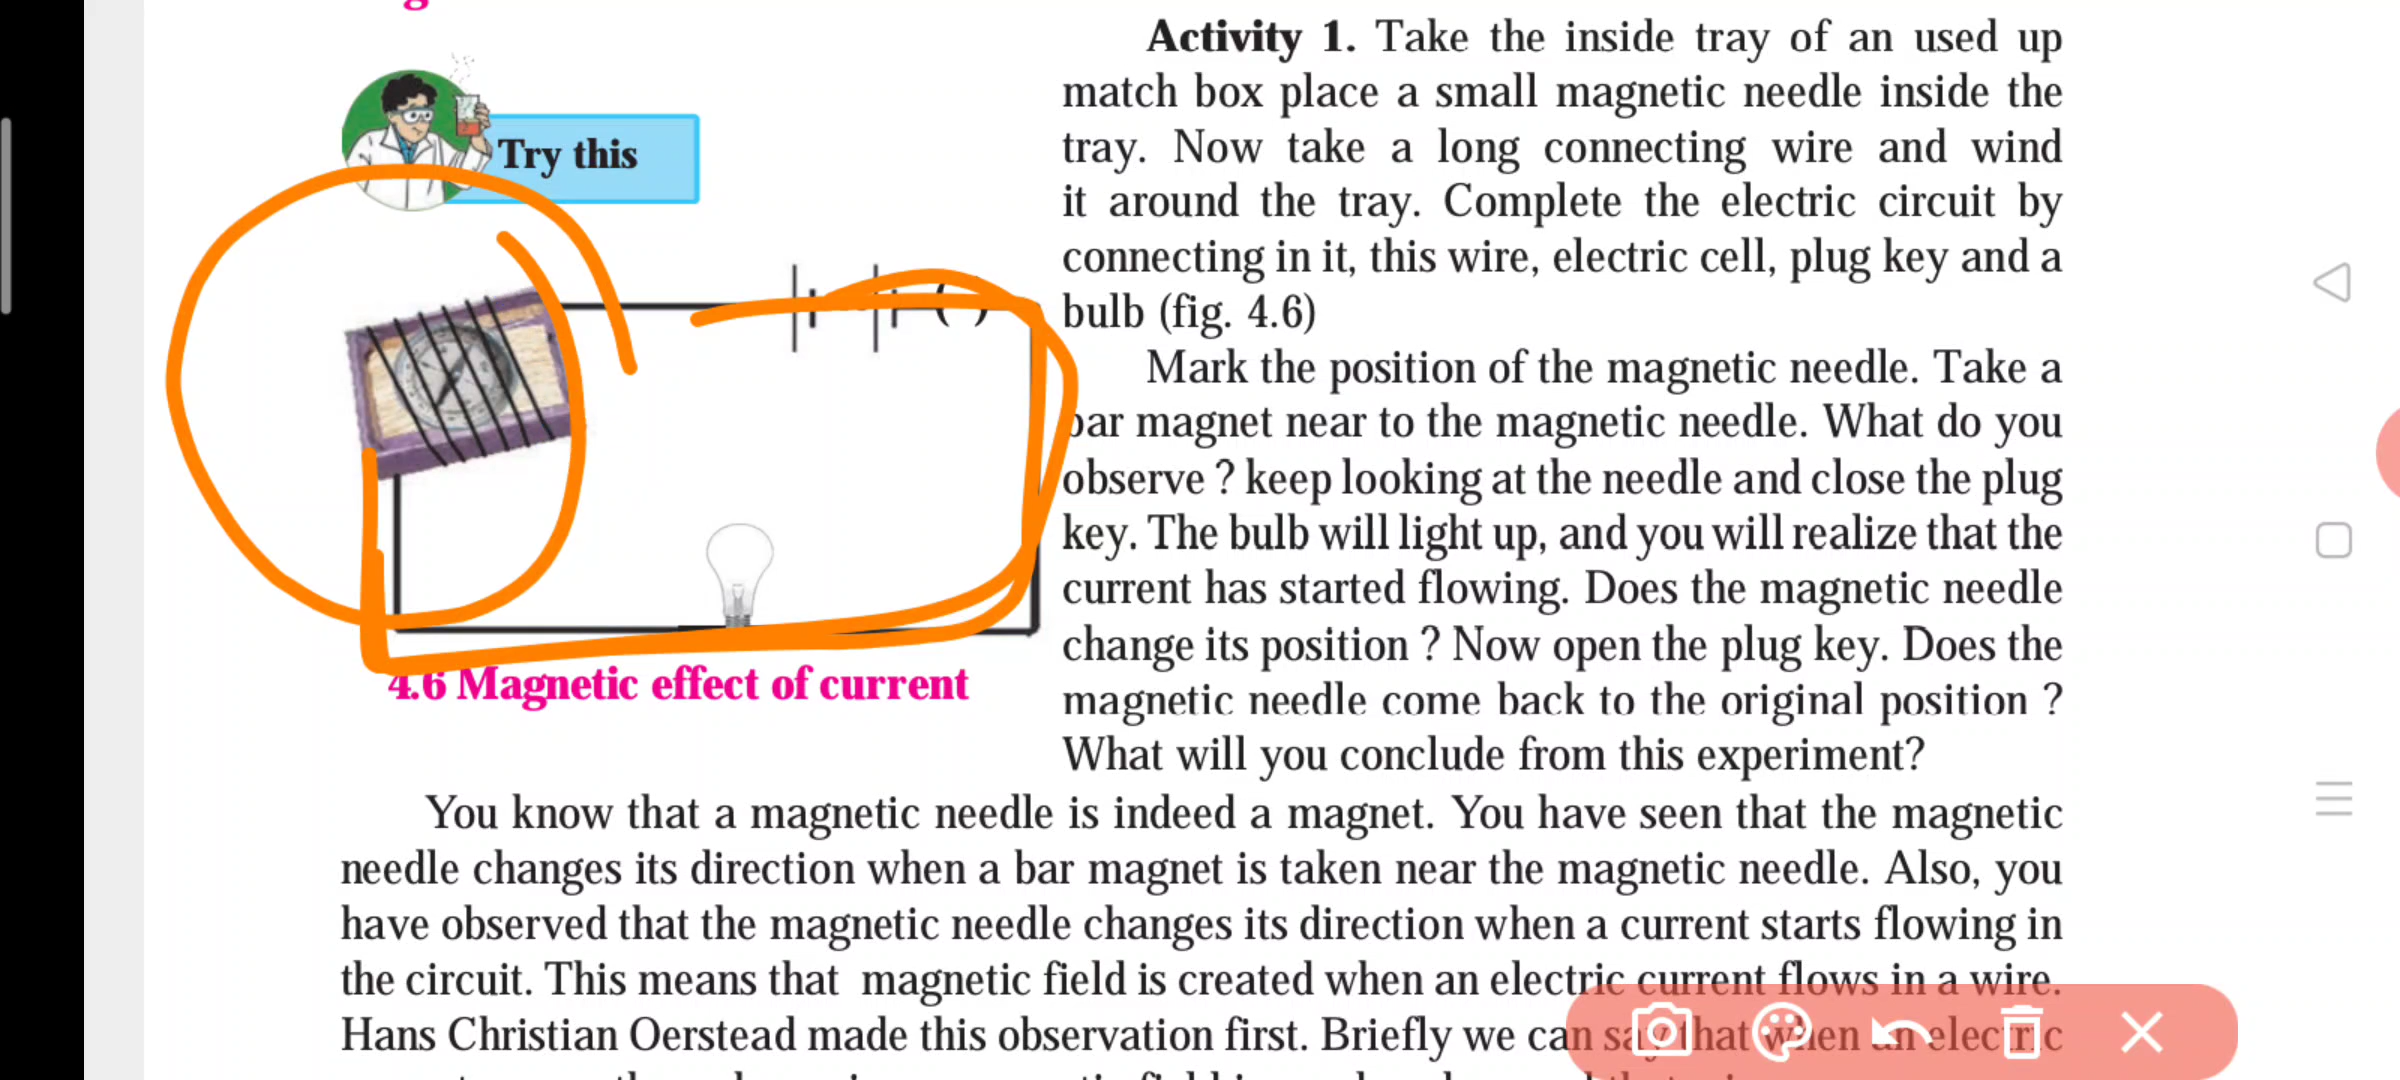 Try this
4.6 Magnetic effect of current
Activity 1. Take the inside tray of an used up
match box place a small magnetic needle inside the
tray. Now take a long connecting wire and wind
it around the tray. Complete the electric circuit by
connecting in it, this wire, electric cell, plug key and a
bulb (fig. 4.6)
Mark the position of the magnetic needle. Take a
bar magnet near to the magnetic needle. What do you
observe ? keep looking at the needle and close the plug
key. The bulb will light up, and you will realize that the
current has started flowing. Does the magnetic needle
change its position ? Now open the plug key. Does the
magnetic needle come back to the original position ?
What will you conclude from this experiment?
You know that a magnetic needle is indeed a magnet. You have seen that the magnetic
needle changes its direction when a bar magnet is taken near the magnetic needle. Also, you
have observed that the magnetic needle changes its direction when a current starts flowing in
the circuit. This means that magnetic field is created when an electric current flows in a wire.
Hans Christian Oerstead made this observation first. Briefly we can say that when an electric